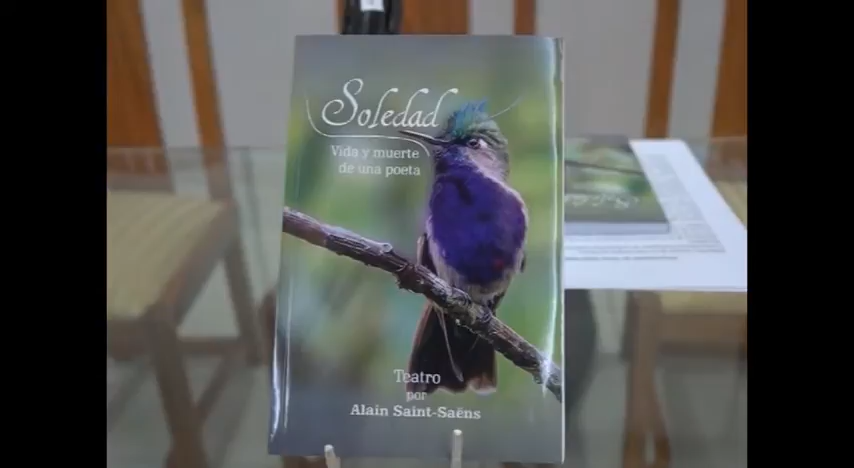 Soledad
Vida y muerte
de una poeta
Teatro
por
Alain Saint-Saëns